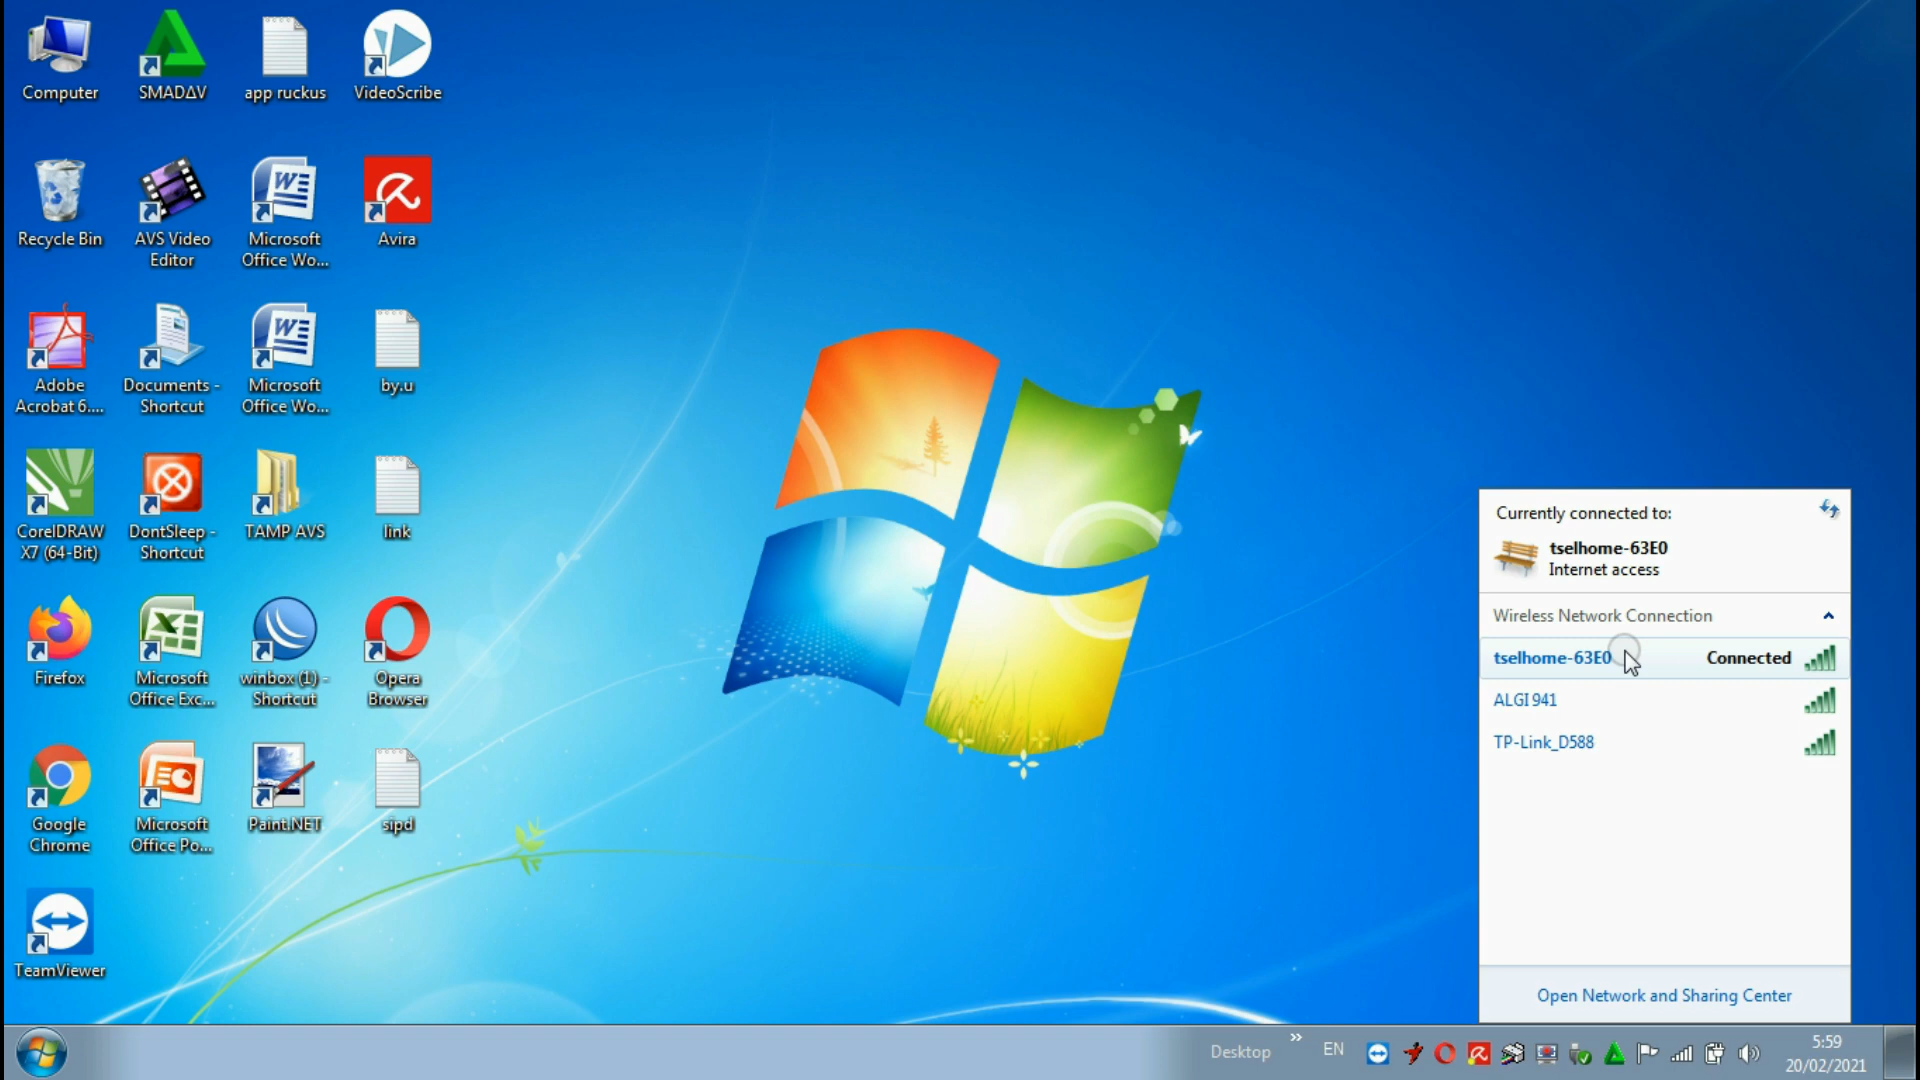 Computer
SMADΔV
app ruckus
VideoScribe
Recycle Bin
AVS Video
Editor
Microsoft
Office Wo...
Avira
Adobe
Acrobat 6....
Documents -
Shortcut
Microsoft
Office Wo...
by.u
CorelDRAW
X7 (64-Bit)
DontSleep -
Shortcut
TAMP AVS
link
Firefox
Microsoft
Office Exc...
winbox (1) -
Shortcut
Opera
Browser
Google
Chrome
Microsoft
Office Po...
Paint.NET
sipd
TeamViewer
Currently connected to:
tselhome-63E0
Internet access
Wireless Network Connection
tselhome-63E0 Connected
ALGI 941
TP-Link_D588
Open Network and Sharing Center
Desktop » EN 5:59
20/02/2021